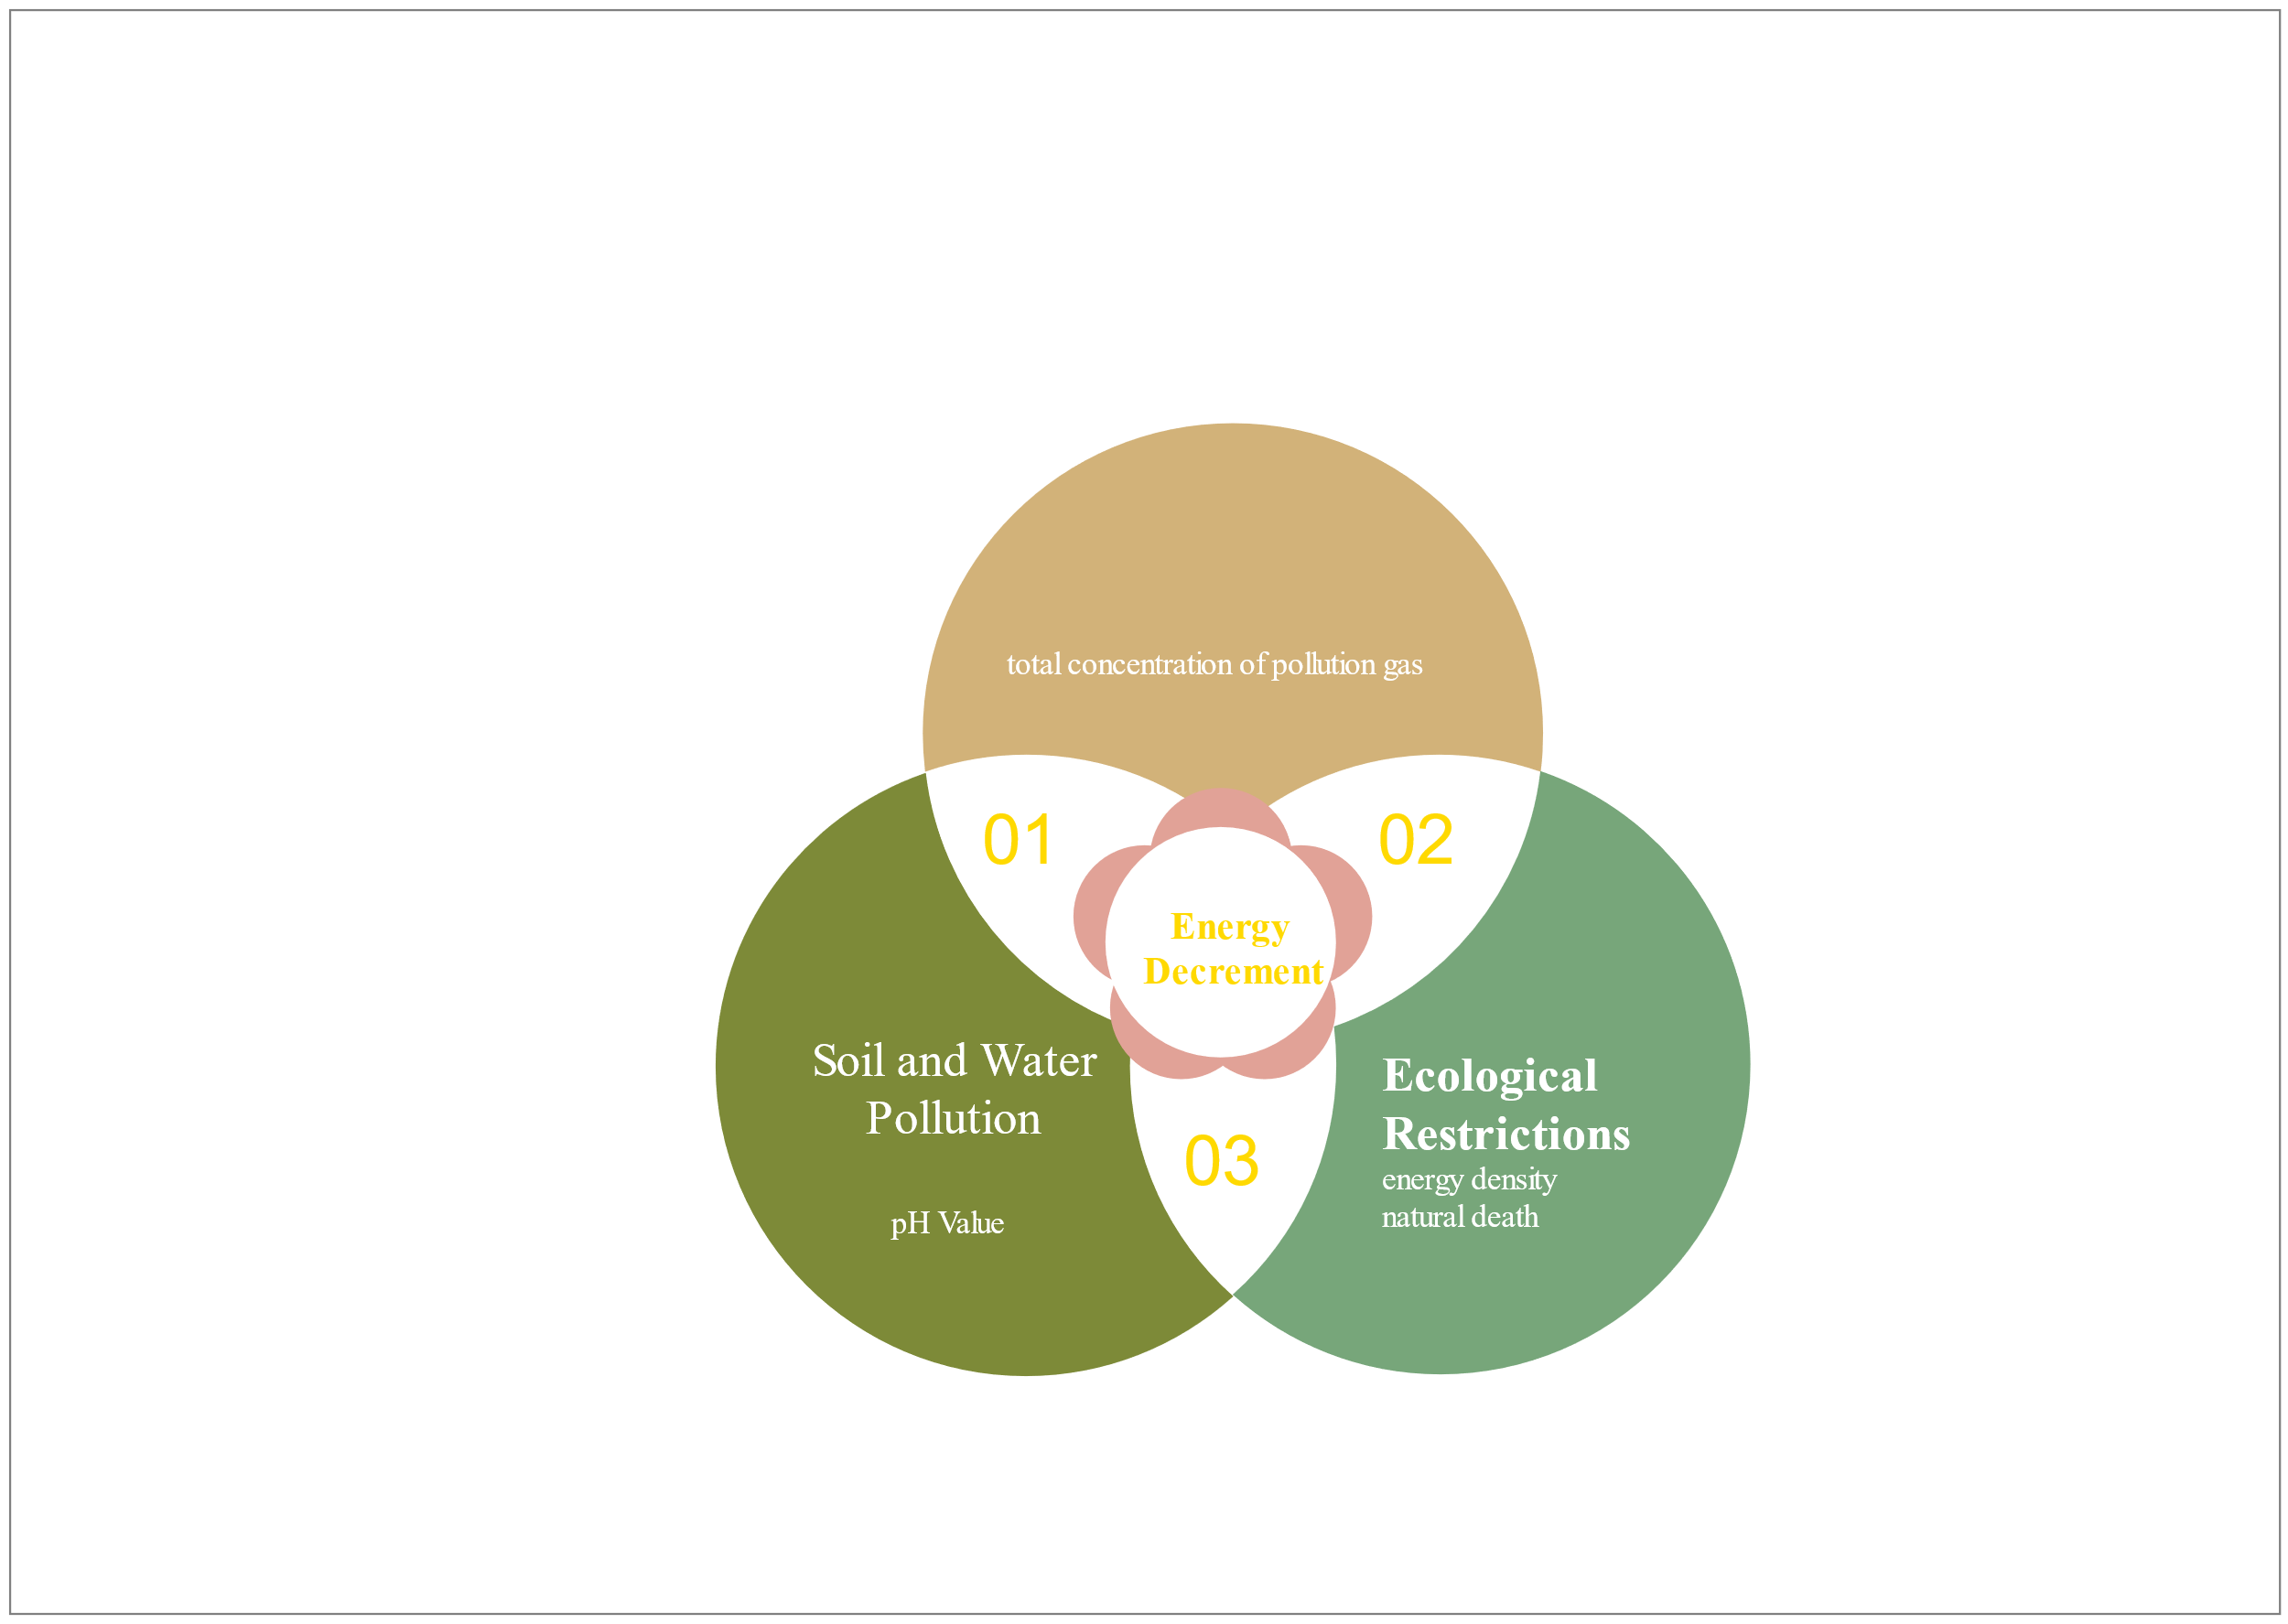 total concentration of pollution gas
01
02
Energy
Decrement
Soil and Water
Pollution
pH Value
Ecological
Restrictions
energy density
natural death
03